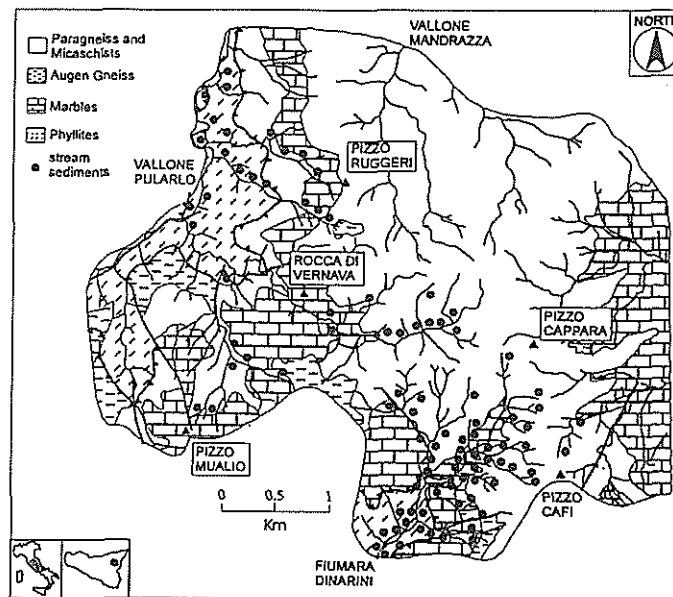 VALLONE
MANDRAZZA
NORTH
Paragneiss and
Micaschists
Augen Gneiss
Marbles
Phyllites
stream
sediments
VALLONE
PULARLO
PIZZO
RUGGERI
ROCCA DI
VERNAVA
PIZZO
CAPPARA
PIZZO
MUALIO
0 0.5 1
Km
PIZZO
CAFI
FIUMARA
DINARINI